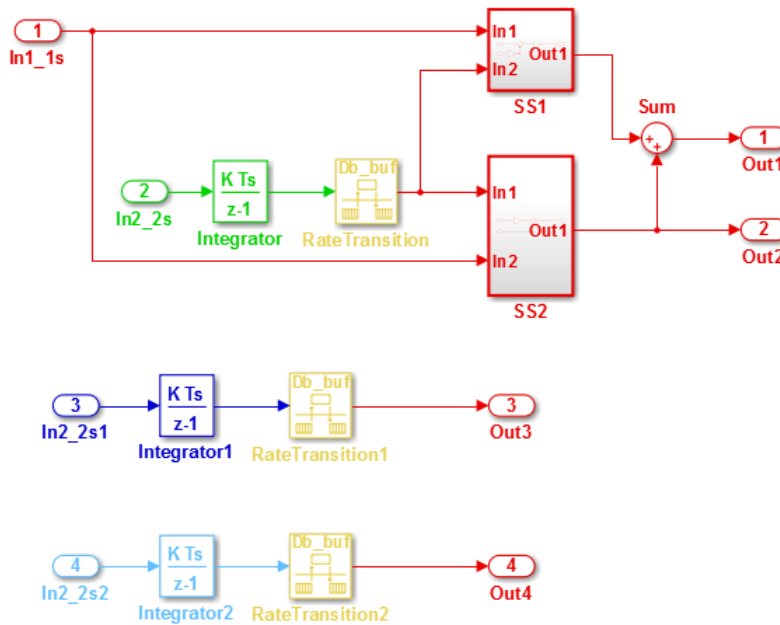 1
In1_1s
In1
In2
Out1
SS1
Sum
+
+
1
Out1
2
In2_2s
K Ts
z-1
Integrator
Db_buf
RateTransition
In1
In2
Out1
SS2
2
Out2
3
In2_2s1
K Ts
z-1
Integrator1
Db_buf
RateTransition1
3
Out3
4
In2_2s2
K Ts
z-1
Integrator2
Db_buf
RateTransition2
4
Out4